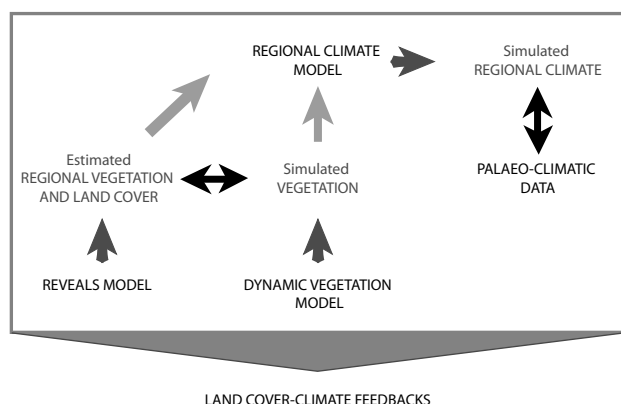 REGIONAL CLIMATE
MODEL
Simulated
REGIONAL CLIMATE
Estimated
REGIONAL VEGETATION
AND LAND COVER
Simulated
VEGETATION
PALAEO-CLIMATIC
DATA
REVEALS MODEL
DYNAMIC VEGETATION
MODEL
LAND COVER-CLIMATE FEEDBACKS